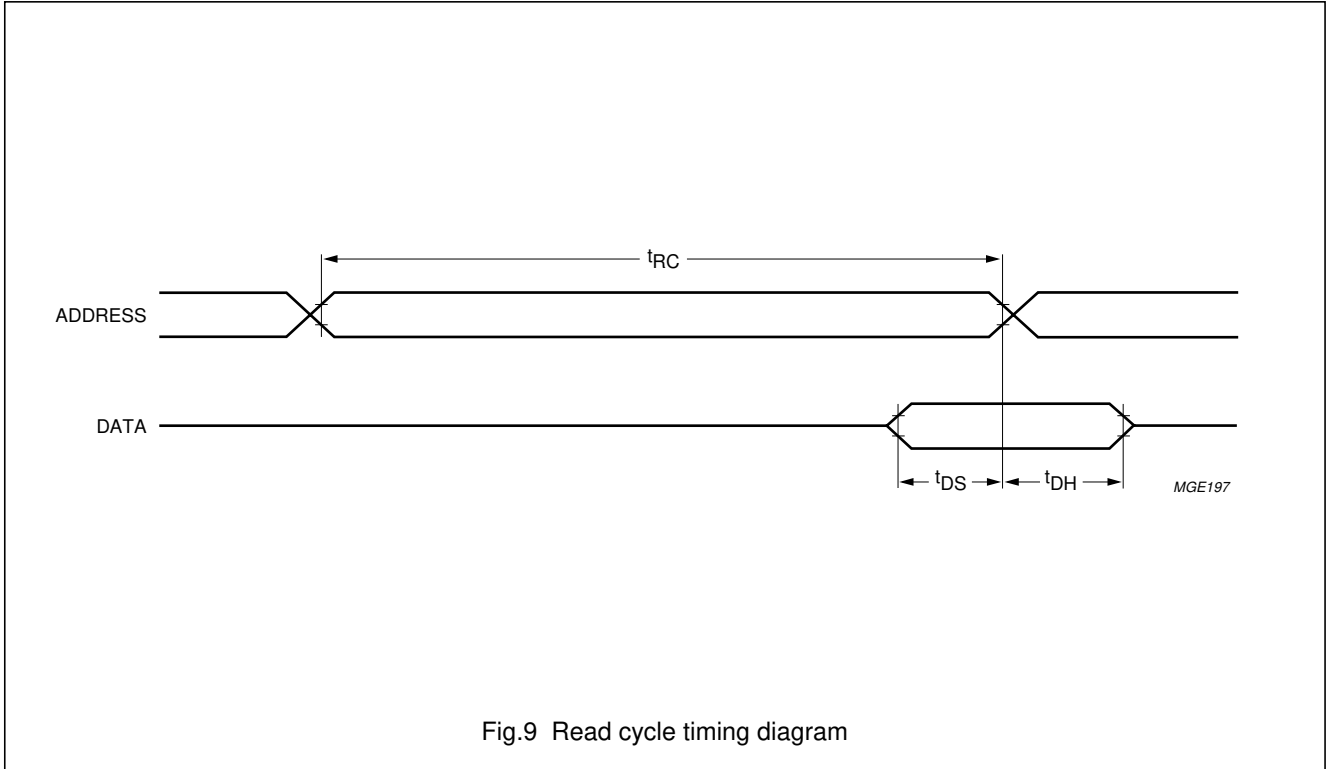 tRC
ADDRESS
DATA
tDS
tDH
MGE197
Fig.9 Read cycle timing diagram